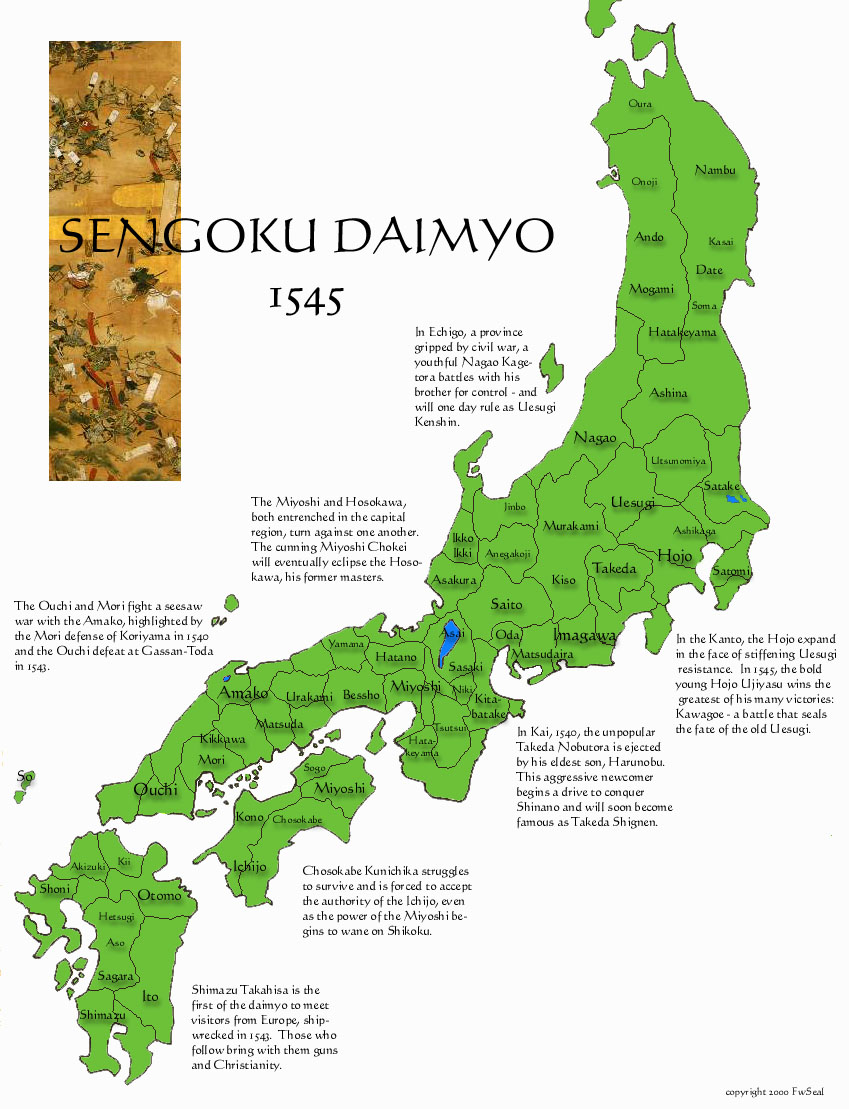 SENGOKU DAIMYO
1545
In Echigo, a province
gripped by civil war, a
youthful Nagao Kage-
tora battles with his
brother for control - and
will one day rule as Uesugi
Kenshin.
The Miyoshi and Hosokawa,
both entrenched in the capital
region, turn against one another.
The cunning Miyoshi Chokei
will eventually eclipse the Hoso-
kawa, his former masters.
The Ouchi and Mori fight a seesaw
war with the Amako, highlighted by
the Mori defense of Koriyama in 1540
and the Ouchi defeat at Gassan-Toda
in 1543.
In the Kanto, the Hojo expand
in the face of stiffening Uesugi
resistance. In 1545, the bold
young Hojo Ujiyasu wins the
greatest of his many victories:
Kawagoe - a battle that seals
the fate of the old Uesugi.
In Kai, 1540, the unpopular
Takeda Nobutora is ejected
by his eldest son, Harunobu.
This aggressive newcomer
begins a drive to conquer
Shinano and will soon become
famous as Takeda Shignen.
Chosokabe Kunichika struggles
to survive and is forced to accept
the authority of the Ichijo, even
as the power of the Miyoshi be-
gins to wane on Shikoku.
Shimazu Takahisa is the
first of the daimyo to meet
visitors from Europe, ship-
wrecked in 1543. Those who
follow bring with them guns
and Christianity.
Oura
Nambu
Onoji
Ando
Kasai
Date
Mogami
Soma
Hatakeyama
Ashina
Nagao
Utsunomiya
Satake
Uesugi
Jinbo
Murakami
Ashikaga
Ikko
Ikki
Anegakoji
Hojo
Takeda
Satomi
Asakura
Kiso
Saito
Asai
Oda
Imagawa
Matsudaira
Yamana
Hatano
Sasaki
Amako
Urakami
Bessho
Miyoshi
Niki
Kita-
batake
Matsuda
Tsutsui
Kikkawa
Hata-
keyama
Mori
So
Sogo
Ouchi
Miyoshi
Kono
Chosokabe
Ichijo
Akizuki
Kii
Shoni
Otomo
Hetsugi
Aso
Sagara
Ito
Shimazu
copyright 2000 FwSeal